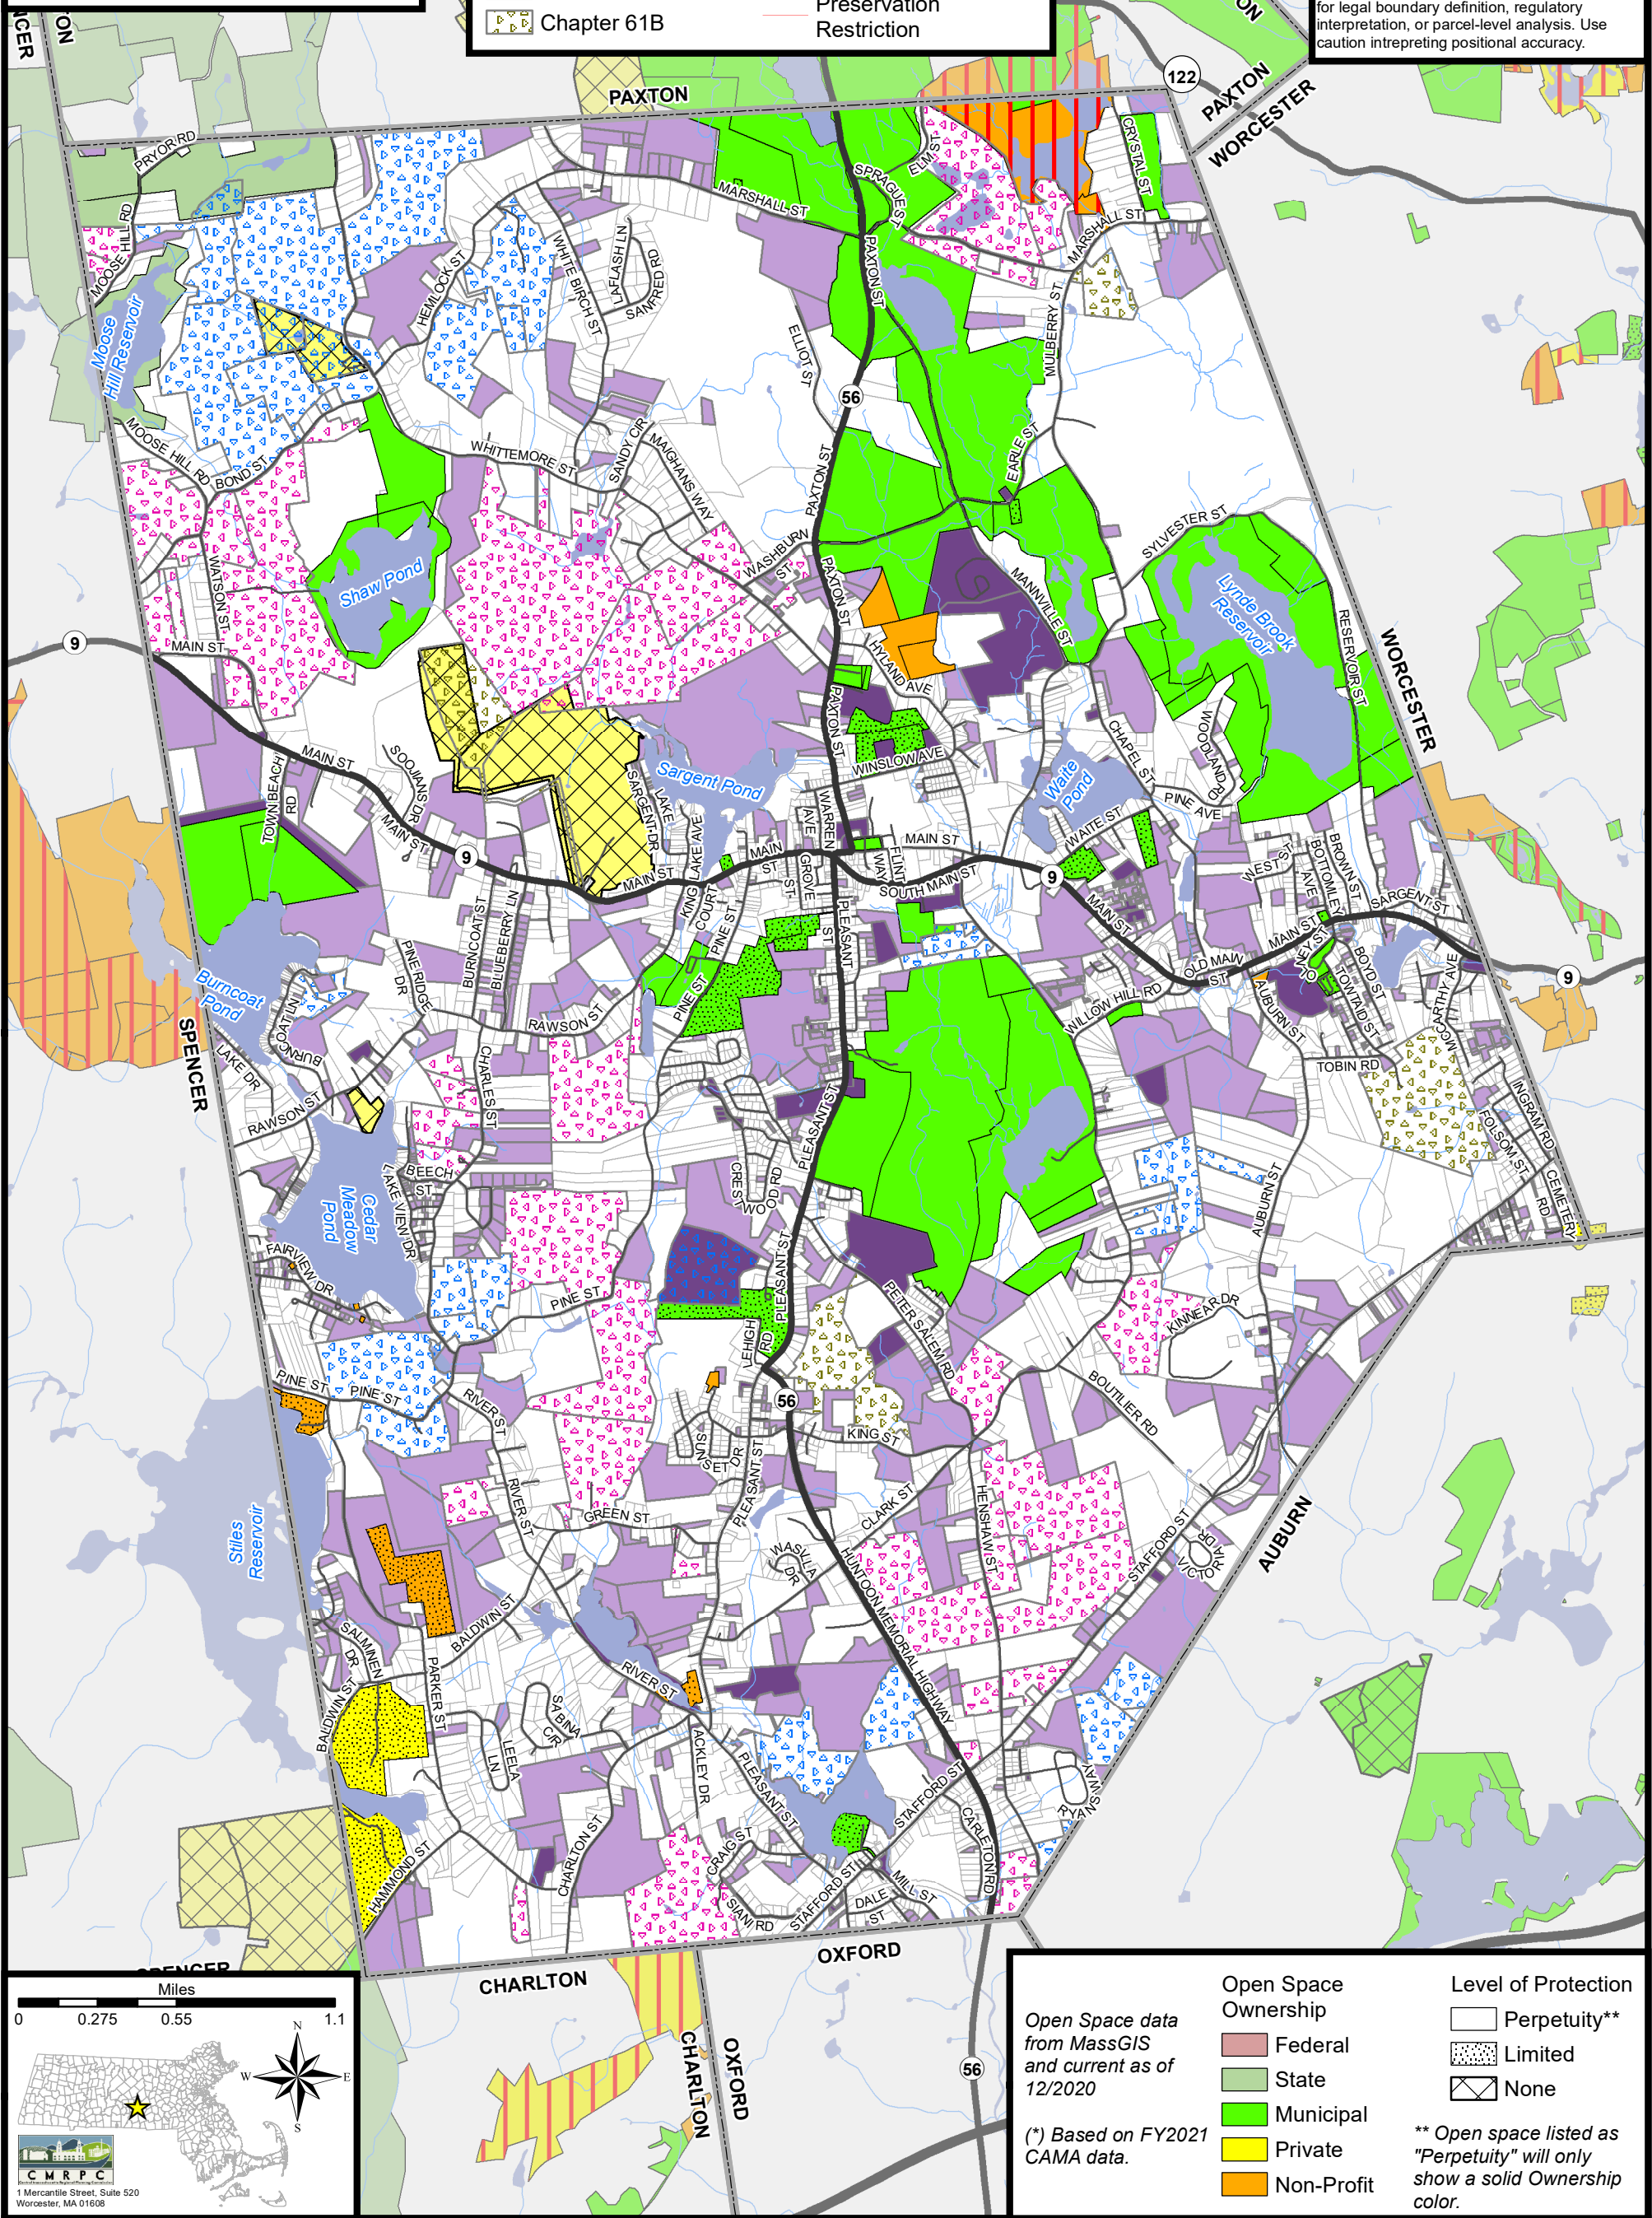 NCER
TON
Chapter 61B
Preservation
Restriction
TON
for legal boundary definition, regulatory
interpretation, or parcel-level analysis. Use
caution intrepreting positional accuracy.
122
PAXTON
PAXTON
WORCESTER
PRYOR RD
CRYSTAL ST
ELM ST
SPRAGUE ST
MARSHALL ST
MARSHALL ST
MOOSE HILL RD
HEMLOCK ST
WHITE BIRCH ST
LAFLASH LN
SANFRED RD
PAXTON ST
Moose
Hill Reservoir
ELLIOT ST
MULBERRY ST
56
MOOSE HILL RD
BOND ST
WHITTEMORE ST
SANDY CIR
MAIGHANS WAY
PAXTON ST
EARLE ST
SYLVESTER ST
WASHBURN
ST
WATSON ST
Shaw Pond
PAXTON ST
MANNVILLE ST
Lynde Brook
Reservoir
RESERVOIR ST
WORCESTER
9
MAIN ST
HYLAND AVE
PAXTON ST
WINSLOW AVE
CHAPEL ST
WOODLAND RD
MAIN ST
SOOJIANS DR
TOWN BEACH
RD
Sargent Pond
Waite
Pond
PINE AVE
SARGENT DR
LAKE
MAIN ST
9
WARREN
AVE
MAIN ST
WAITE ST
FLINT
WAY
MAIN
ST
MAIN ST
KING LAKE AVE
COURT
GROVE
ST
SOUTH MAIN ST
9
WEST ST
BOTTOMLEY
AVE
BROWN ST
SARGENT ST
MAIN ST
BURNCOAT ST
BLUEBERRY LN
PINE ST
PLEASANT
ST
MAIN ST
OLNEY ST
BOYD ST
OLD MAIN
ST
9
PINE RIDGE
DR
Burncoat
Pond
BURNCOAT LN
PINE ST
RAWSON ST
WILLOW HILL RD
AUBURN ST
TOWTAID ST
MCCARTHY AVE
SPENCER
LAKE DR
TOBIN RD
RAWSON ST
CHARLES ST
PLEASANT ST
INGRAM RD
FOLSOM ST
CEMETERY
RD
BEECH
ST
LAKE VIEW DR
Cedar
Meadow
Pond
CREST
WOOD RD
AUBURN ST
FAIRVIEW DR
PLEASANT ST
PINE ST
PETER SALEM RD
KINNEAR DR
LEHIGH
RD
PINE ST
PINE ST
RIVER ST
56
BOUTILIER RD
KING ST
SUNSET DR
PLEASANT ST
RIVER ST
Stiles
Reservoir
GREEN ST
CLARK ST
HENSHAW ST
STAFFORD ST
VICTORIA DR
AUBURN
WASILLA
DR
HUNTOON MEMORIAL HIGHWAY
BALDWIN ST
SALMINEN
DR
PARKER ST
RIVER ST
BALDWIN ST
SABINA
CIR
LEELA
LN
ACKLEY DR
PLEASANT ST
STAFFORD ST
RYANS WAY
CARLETON RD
HAMMOND ST
CHARLTON ST
CRAIG ST
SIANI RD
STAFFORD ST
DALE
ST
MILL ST
OXFORD
CHARLTON
SPENCER
CHARLTON
OXFORD
56
Miles
0
0.275
0.55
1.1
N
W
E
S
CMRPC
1 Mercantile Street, Suite 520
Worcester, MA 01608
Open Space data
from MassGIS
and current as of
12/2020
(*) Based on FY2021
CAMA data.
Open Space
Ownership
Federal
State
Municipal
Private
Non-Profit
Level of Protection
Perpetuity**
Limited
None
** Open space listed as
"Perpetuity" will only
show a solid Ownership
color.